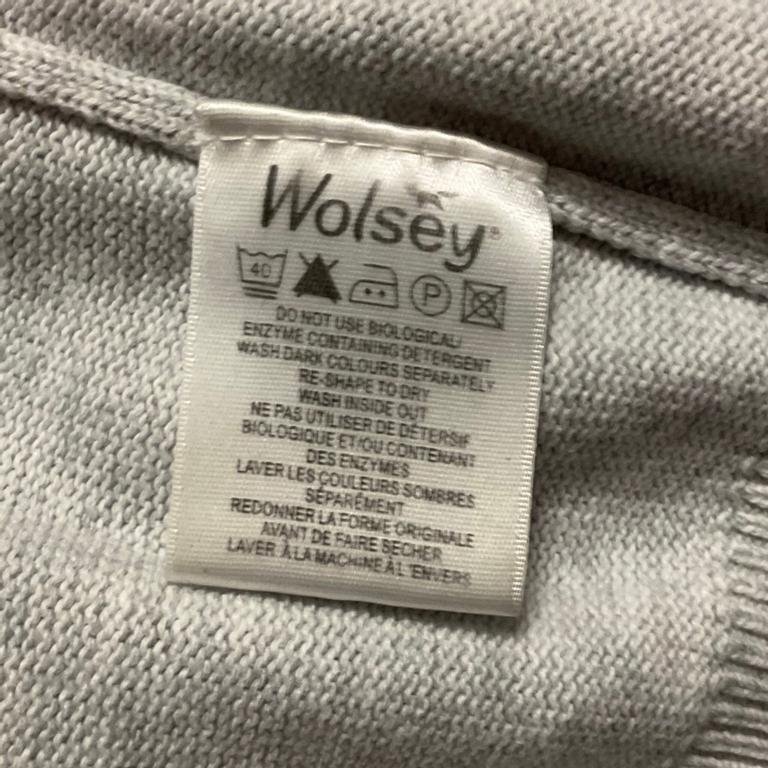 Wolsey®
40 P
DO NOT USE BIOLOGICAL/
ENZYME CONTAINING DETERGENT
WASH DARK COLOURS SEPARATELY
RE-SHAPE TO DRY
WASH INSIDE OUT
NE PAS UTILISER DE DÉTERSIF
BIOLOGIQUE ET/OU CONTENANT
DES ENZYMES
LAVER LES COULEURS SOMBRES
SÉPARÉMENT
REDONNER LA FORME ORIGINALE
AVANT DE FAIRE SECHER
LAVER À LA MACHINE À L'ENVERS